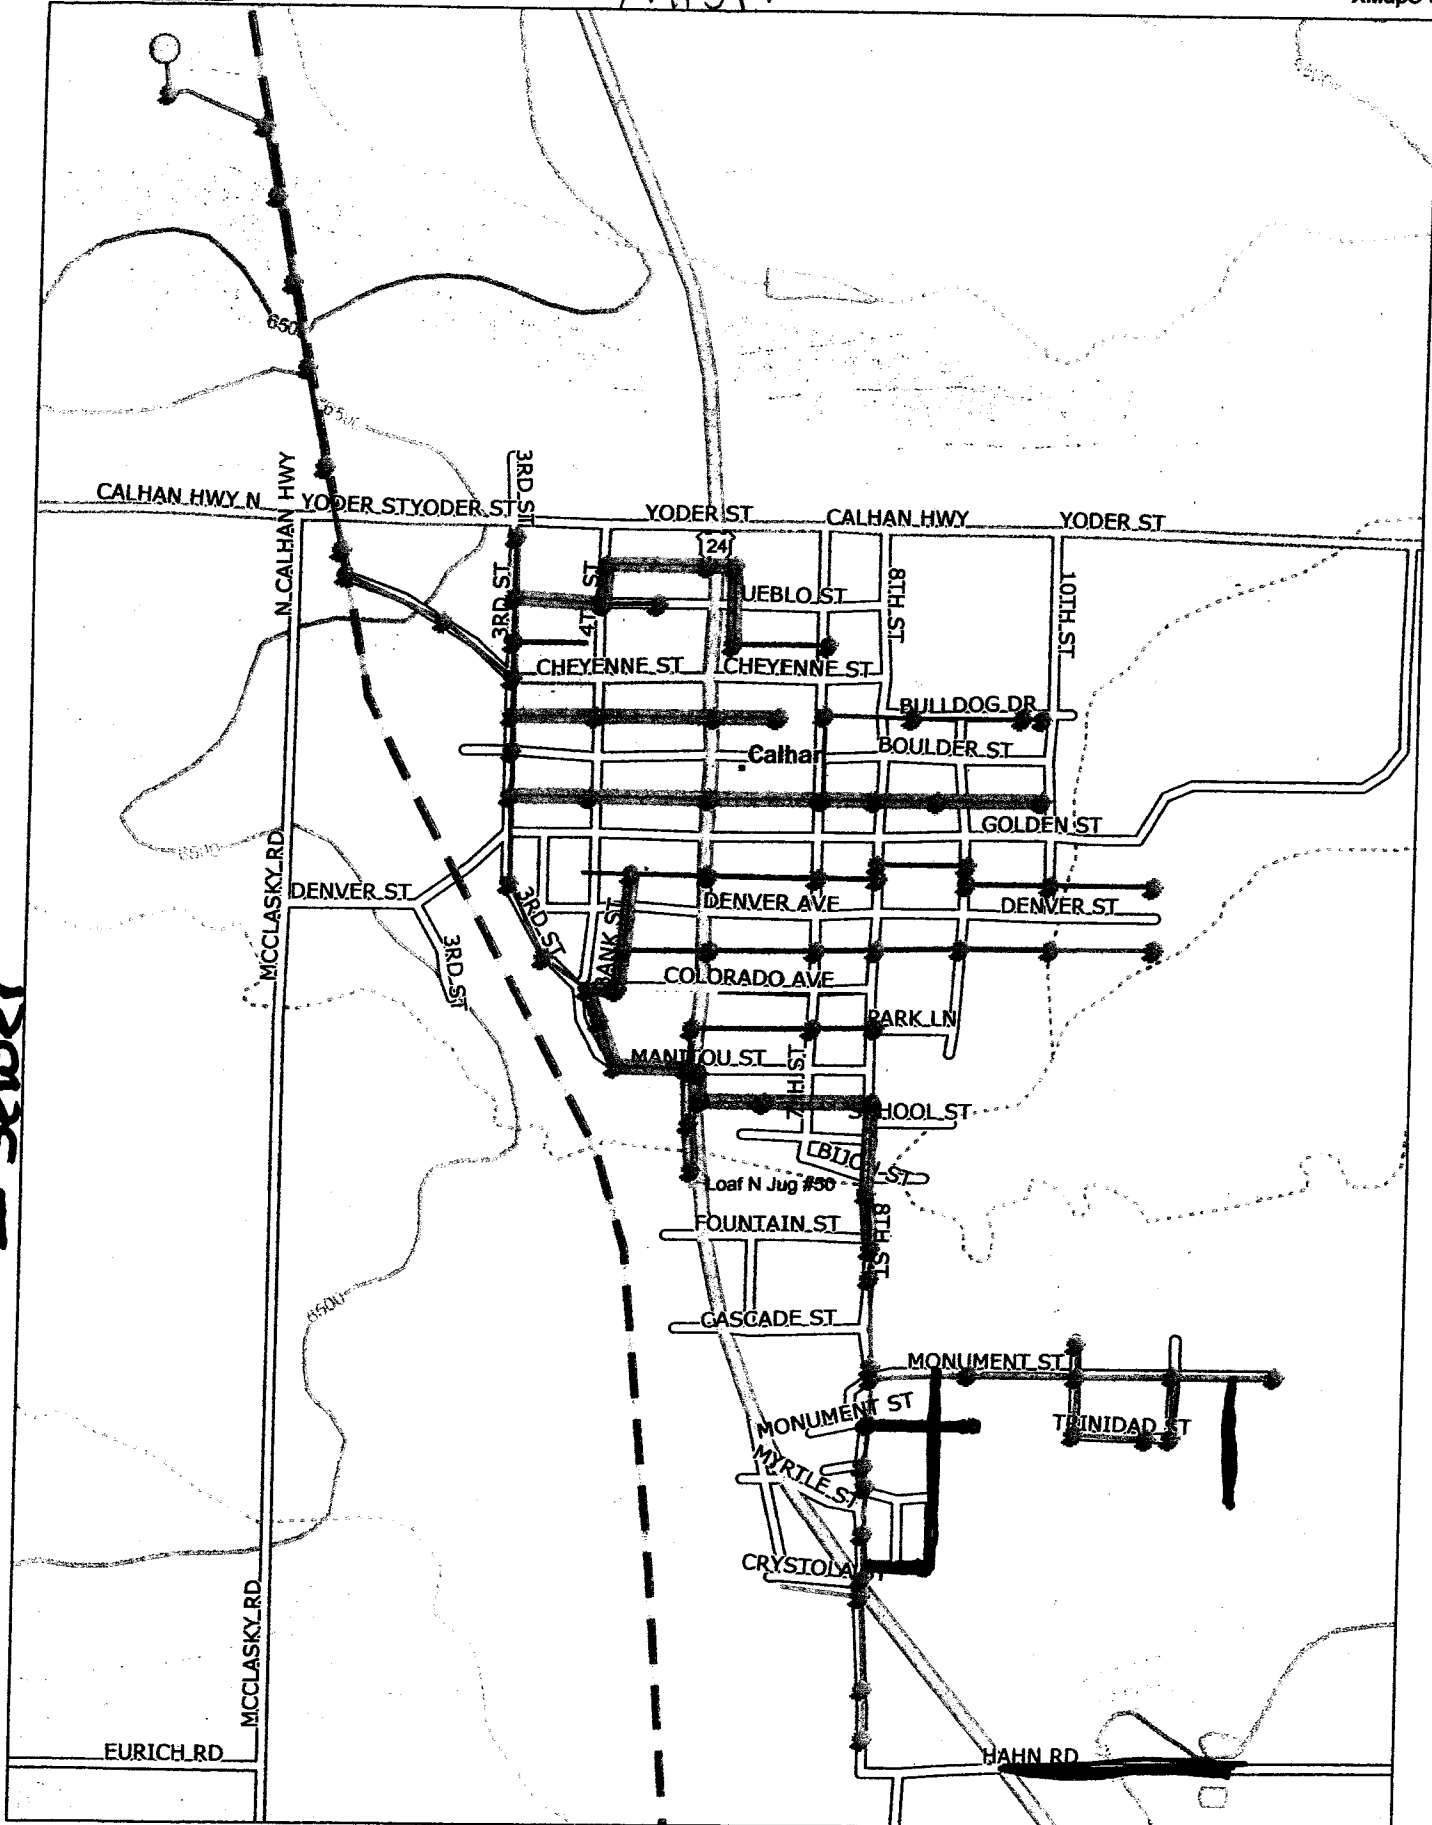 650
6500
CALHAN HWY N
N CALHAN HWY
YODER ST
YODER ST
3RD ST
YODER ST
CALHAN HWY
YODER ST
24
3RD ST
UEBLO ST
8TH ST
10TH ST
CHEYENNE ST
CHEYENNE ST
BULLDOG DR
BOULDER ST
Calhan
GOLDEN ST
6500
MCCLASKY RD
DENVER ST
3RD ST
BANK ST
DENVER AVE
DENVER ST
3RD ST
COLORADO AVE
PARK LN
MANITOU ST
7TH ST
SCHOOL ST
BIJOU ST
Loaf N Jug #50
FOUNTAIN ST
8TH ST
6500
CASCADE ST
MONUMENT ST
MONUMENT ST
TRINIDAD ST
MYRTLE ST
CRYSTOLA
MCCLASKY RD
EURICH RD
HAHN RD